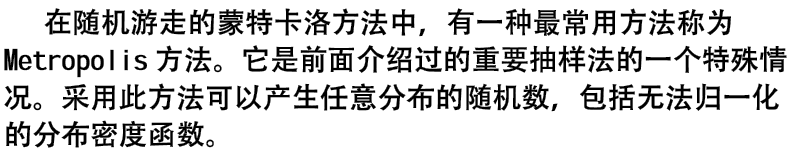 在随机游走的蒙特卡洛方法中，有一种最常用方法称为
Metropolis 方法。它是前面介绍过的重要抽样法的一个特殊情
况。采用此方法可以产生任意分布的随机数，包括无法归一化
的分布密度函数。